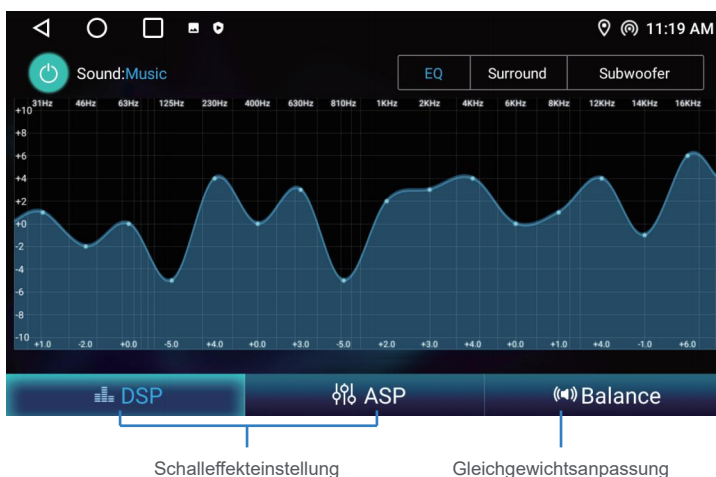 11:19 AM
Sound:Music
EQ Surround Subwoofer
31Hz 46Hz 63Hz 125Hz 230Hz 400Hz 630Hz 810Hz 1KHz 2KHz 4KHz 6KHz 8KHz 12KHz 14KHz 16KHz
+10
+8
+6
+4
+2
+0
-2
-4
-6
-8
-10
+1.0 -2.0 +0.0 -5.0 +4.0 +0.0 +3.0 -5.0 +2.0 +3.0 +4.0 +0.0 +1.0 +4.0 -1.0 +6.0
DSP ASP Balance
Schalleffekteinstellung Gleichgewichtsanpassung